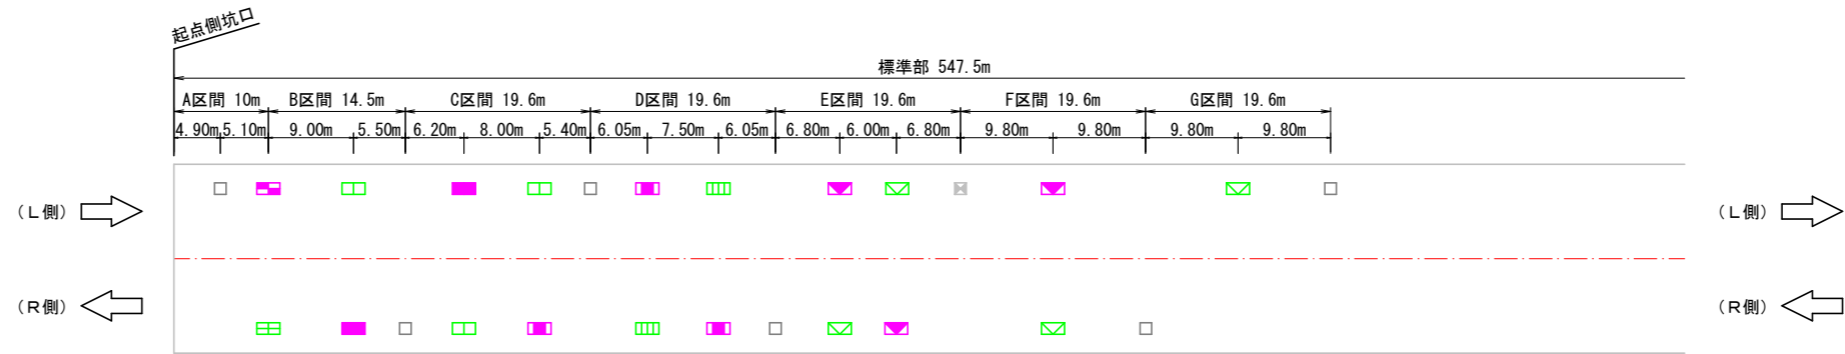 起点側坑口
標準部 547.5m
A区間 10m B区間 14.5m C区間 19.6m D区間 19.6m E区間 19.6m F区間 19.6m G区間 19.6m
4.90m 5.10m 9.00m 5.50m 6.20m 8.00m 5.40m 6.05m 7.50m 6.05m 6.80m 6.00m 6.80m 9.80m 9.80m 9.80m 9.80m
(L側) (L側)
(R側) (R側)